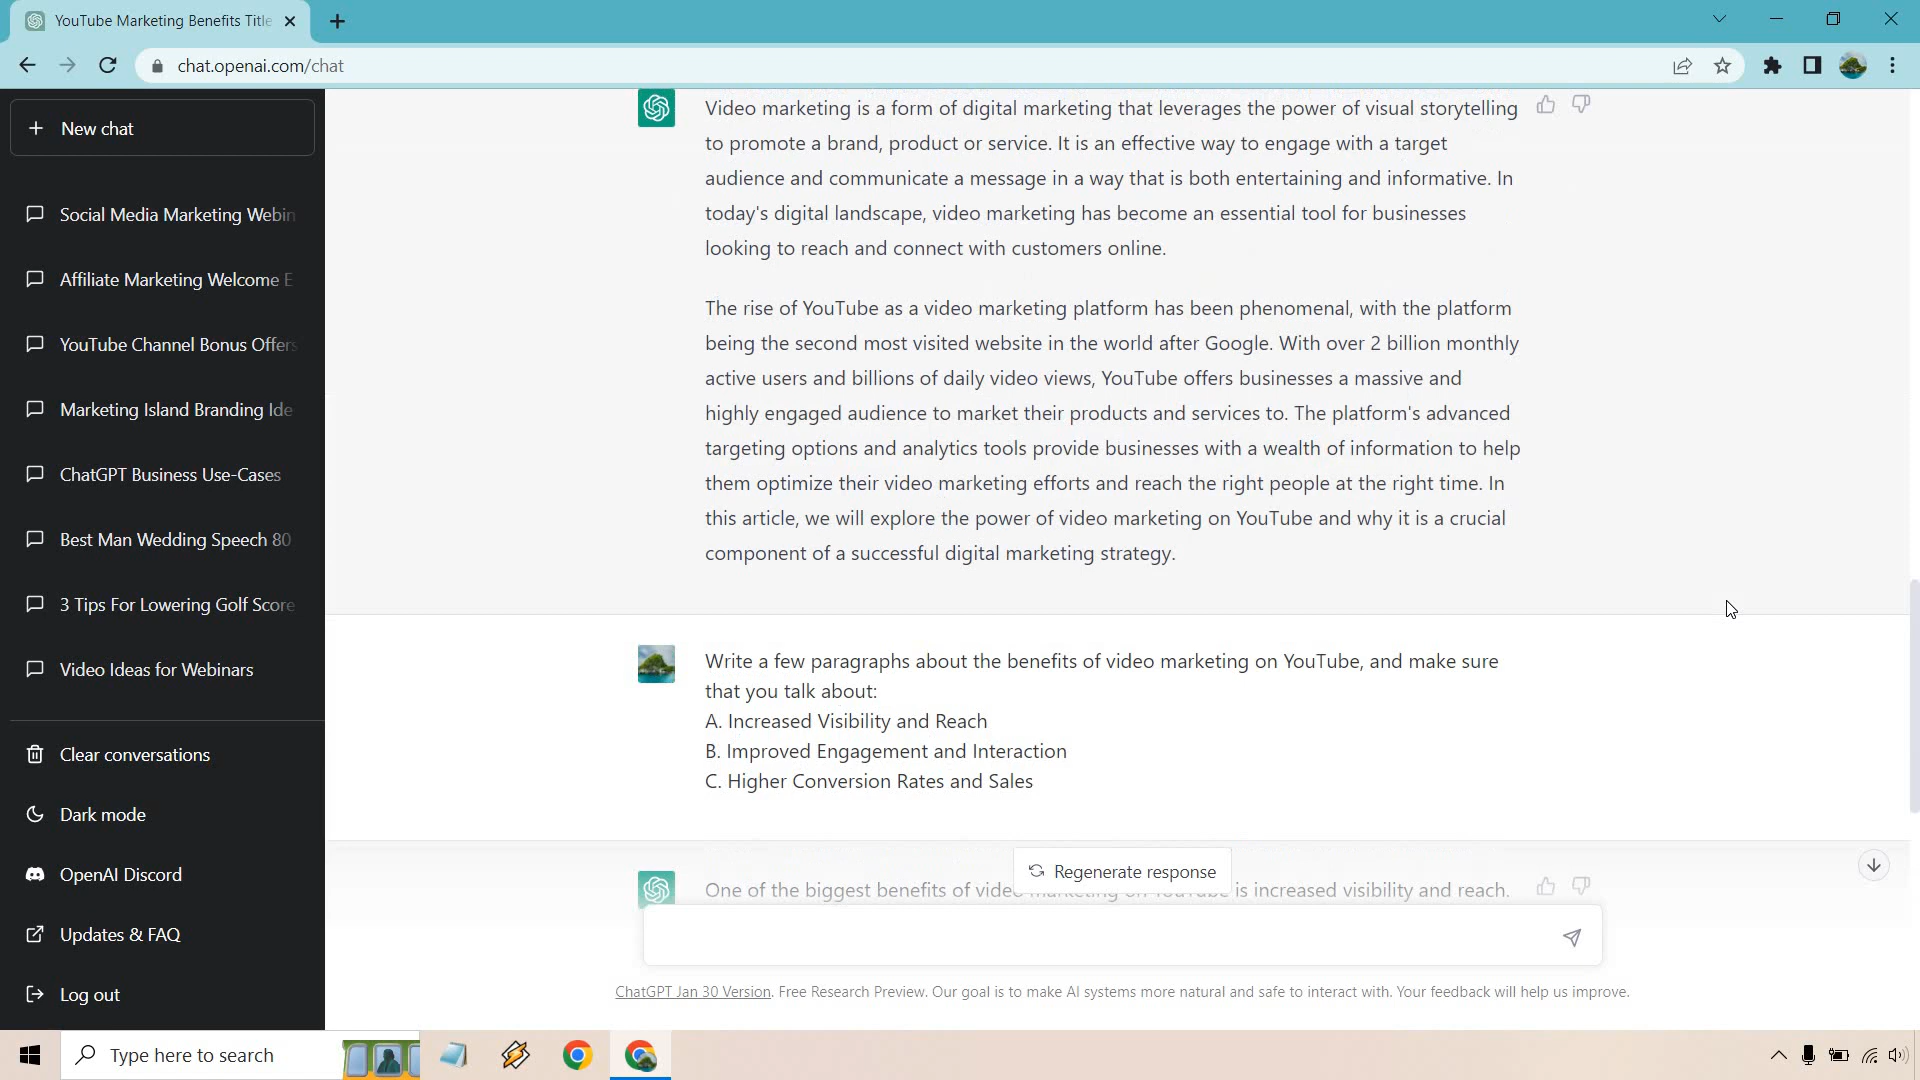 YouTube Marketing Benefits Title
chat.openai.com/chat
New chat
Social Media Marketing Webin
Affiliate Marketing Welcome E
YouTube Channel Bonus Offers
Marketing Island Branding Ide
ChatGPT Business Use-Cases
Best Man Wedding Speech 80
3 Tips For Lowering Golf Score
Video Ideas for Webinars
Clear conversations
Dark mode
OpenAI Discord
Updates & FAQ
Log out
Video marketing is a form of digital marketing that leverages the power of visual storytelling
to promote a brand, product or service. It is an effective way to engage with a target
audience and communicate a message in a way that is both entertaining and informative. In
today's digital landscape, video marketing has become an essential tool for businesses
looking to reach and connect with customers online.
The rise of YouTube as a video marketing platform has been phenomenal, with the platform
being the second most visited website in the world after Google. With over 2 billion monthly
active users and billions of daily video views, YouTube offers businesses a massive and
highly engaged audience to market their products and services to. The platform's advanced
targeting options and analytics tools provide businesses with a wealth of information to help
them optimize their video marketing efforts and reach the right people at the right time. In
this article, we will explore the power of video marketing on YouTube and why it is a crucial
component of a successful digital marketing strategy.
Write a few paragraphs about the benefits of video marketing on YouTube, and make sure
that you talk about:
A. Increased Visibility and Reach
B. Improved Engagement and Interaction
C. Higher Conversion Rates and Sales
Regenerate response
One of the biggest benefits of video marketing on YouTube is increased visibility and reach.
ChatGPT Jan 30 Version. Free Research Preview. Our goal is to make AI systems more natural and safe to interact with. Your feedback will help us improve.
Type here to search